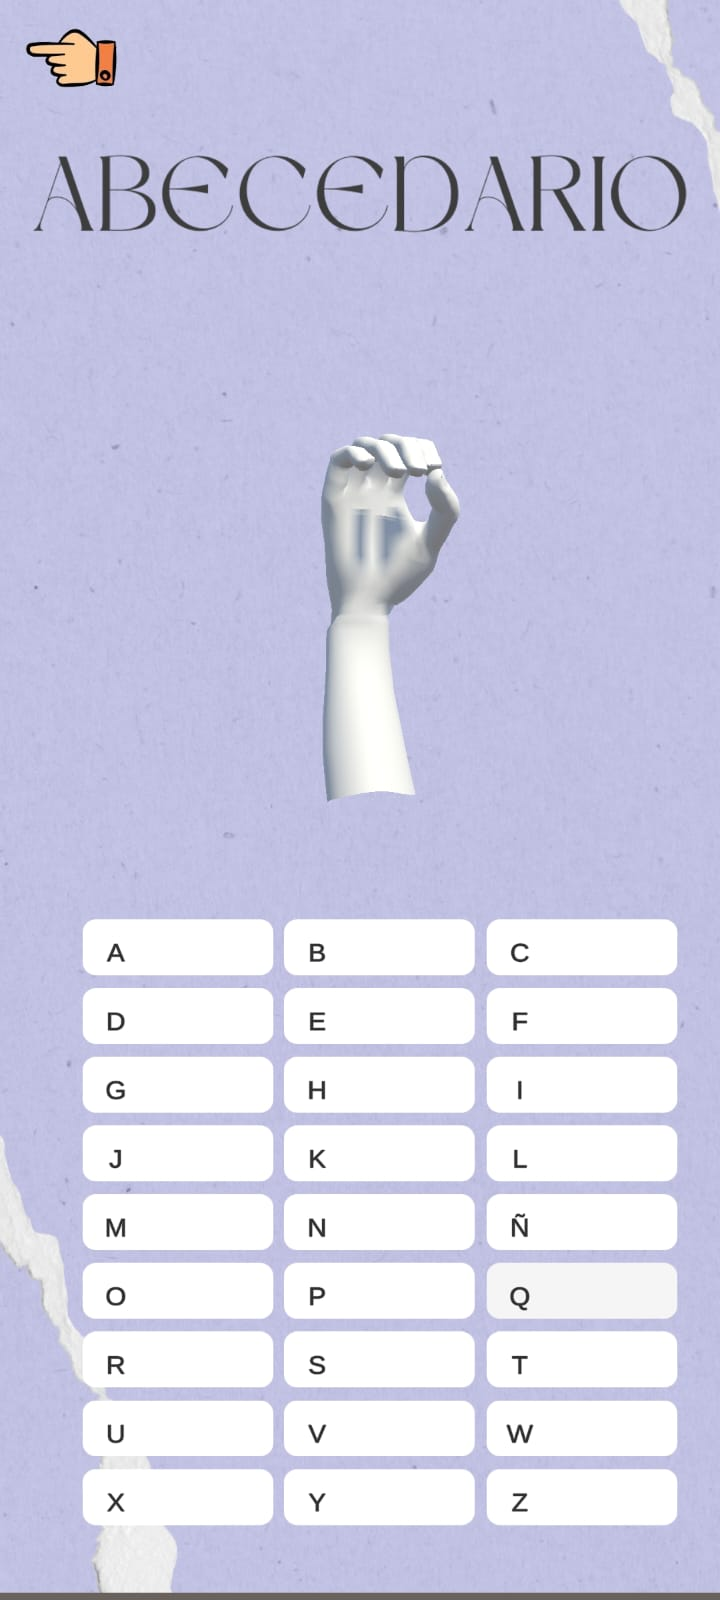 ABECEDARIO
A B C
D E F
G H I
J K L
M N Ñ
O P Q
R S T
U V W
X Y Z